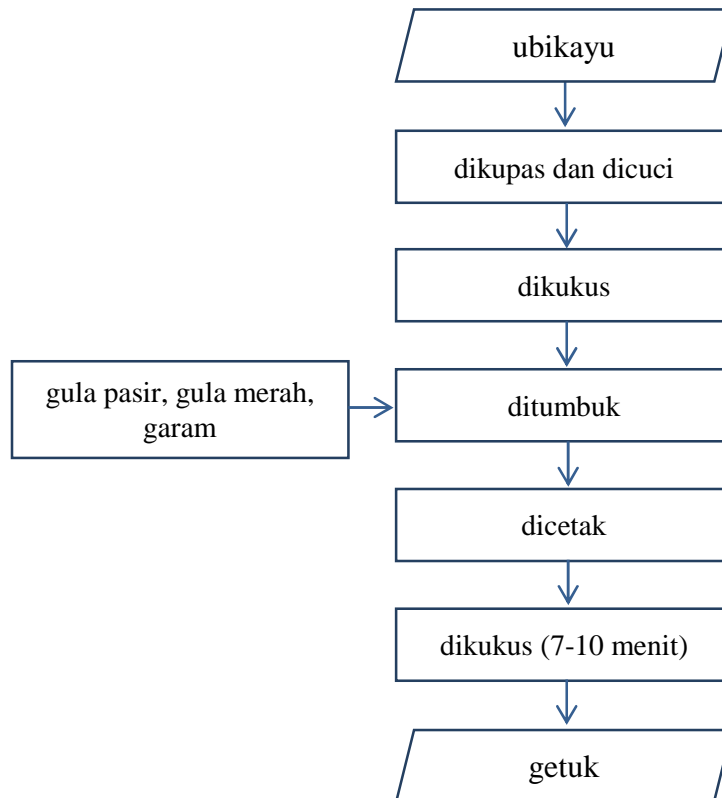 ubikayu
dikupas dan dicuci
dikukus
gula pasir, gula merah,
garam
ditumbuk
dicetak
dikukus (7-10 menit)
getuk